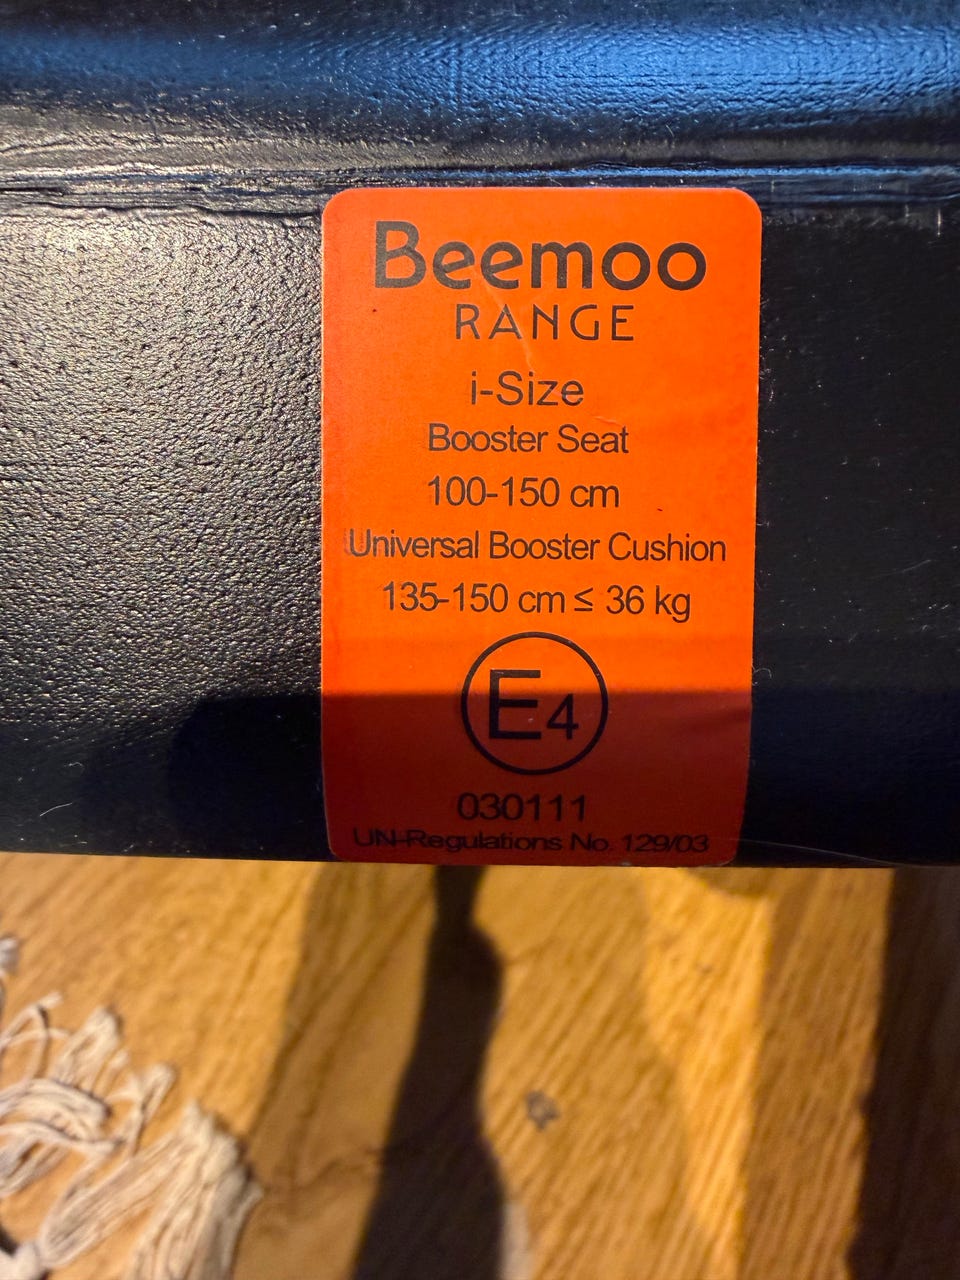 Beemoo
RANGE
i-Size
Booster Seat
100-150 cm
Universal Booster Cushion
135-150 cm ≤ 36 kg
E4
030111
UN Regulations No. 129/03